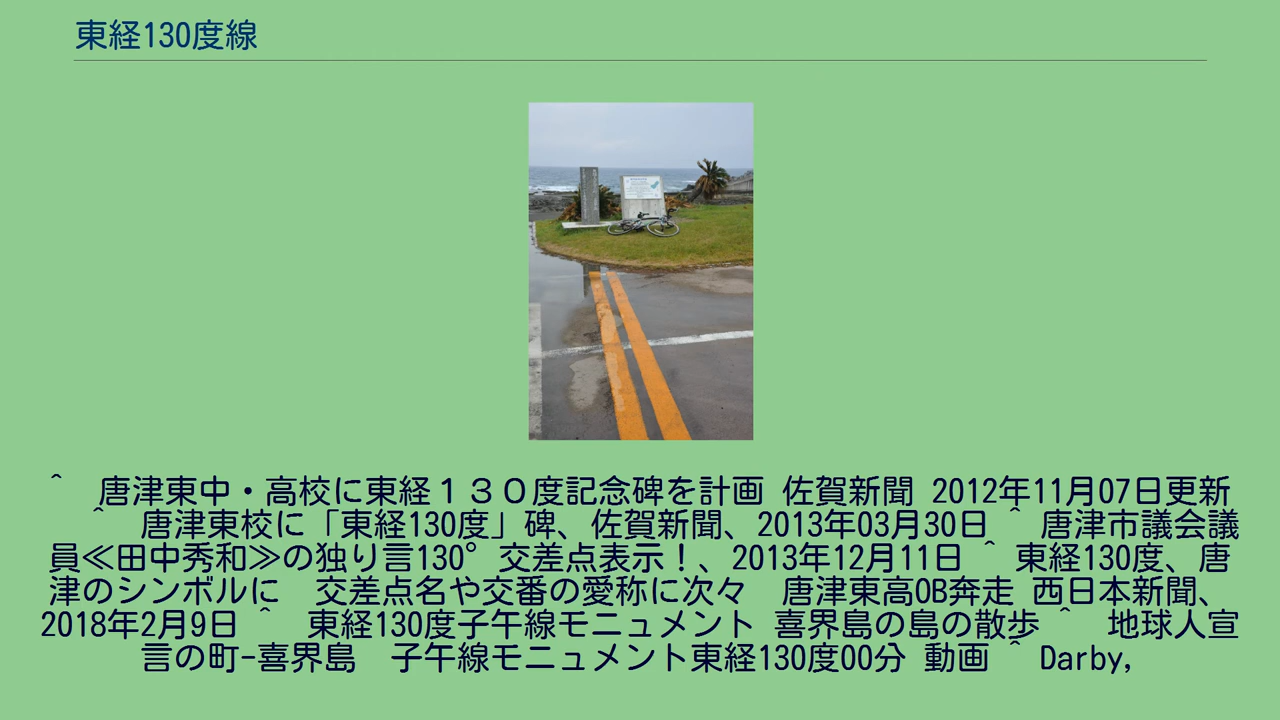 東経130度線
^　唐津東中・高校に東経１３０度記念碑を計画 佐賀新聞 2012年11月07日更新
^　唐津東校に「東経130度」碑、佐賀新聞、2013年03月30日 ^ 唐津市議会議
員≪田中秀和≫の独り言130°交差点表示！、2013年12月11日 ^ 東経130度、唐
津のシンボルに　交差点名や交番の愛称に次々　唐津東高OB奔走 西日本新聞、
2018年2月9日 ^　東経130度子午線モニュメント 喜界島の島の散歩 ^　地球人宣
言の町-喜界島　子午線モニュメント東経130度00分 動画 ^ Darby,